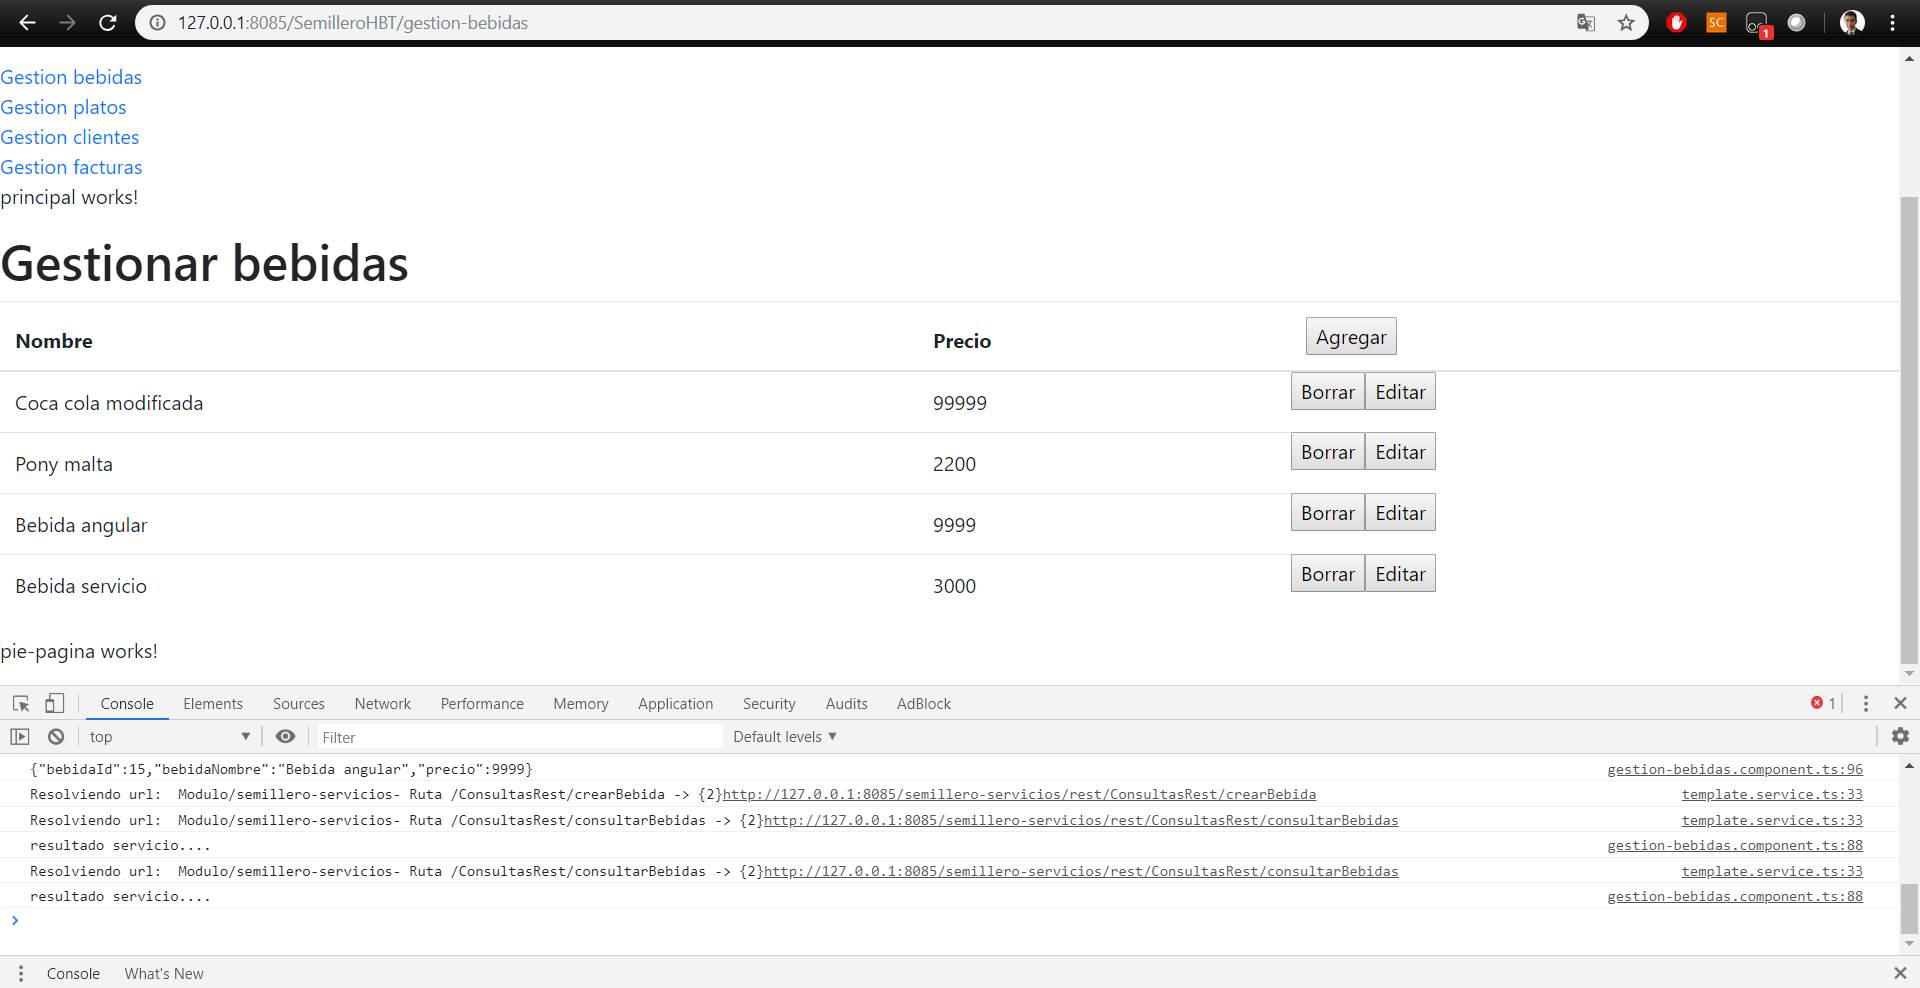 127.0.0.1:8085/SemilleroHBT/gestion-bebidas
SC
1
Gestion bebidas
Gestion platos
Gestion clientes
Gestion facturas
principal works!
Gestionar bebidas
Nombre Precio Agregar
Coca cola modificada 99999 Borrar Editar
Pony malta 2200 Borrar Editar
Bebida angular 9999 Borrar Editar
Bebida servicio 3000 Borrar Editar
pie-pagina works!
Console Elements Sources Network Performance Memory Application Security Audits AdBlock 1
top Filter Default levels
{"bebidaId":15,"bebidaNombre":"Bebida angular","precio":9999} gestion-bebidas.component.ts:96
Resolviendo url:  Modulo/semillero-servicios- Ruta /ConsultasRest/crearBebida -> {2}http://127.0.0.1:8085/semillero-servicios/rest/ConsultasRest/crearBebida template.service.ts:33
Resolviendo url:  Modulo/semillero-servicios- Ruta /ConsultasRest/consultarBebidas -> {2}http://127.0.0.1:8085/semillero-servicios/rest/ConsultasRest/consultarBebidas template.service.ts:33
resultado servicio.... gestion-bebidas.component.ts:88
Resolviendo url:  Modulo/semillero-servicios- Ruta /ConsultasRest/consultarBebidas -> {2}http://127.0.0.1:8085/semillero-servicios/rest/ConsultasRest/consultarBebidas template.service.ts:33
resultado servicio.... gestion-bebidas.component.ts:88
Console What's New